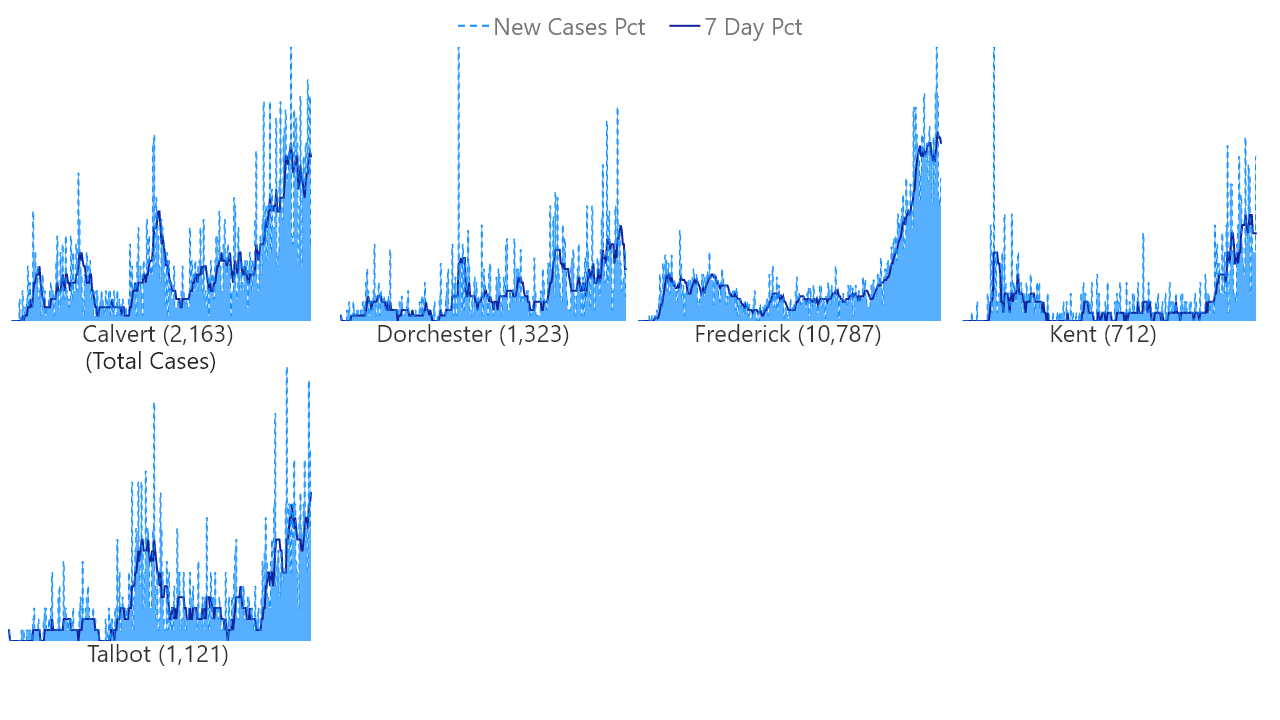 New Cases Pct 7 Day Pct
Calvert (2,163)
(Total Cases)
Dorchester (1,323)
Frederick (10,787)
Kent (712)
Talbot (1,121)